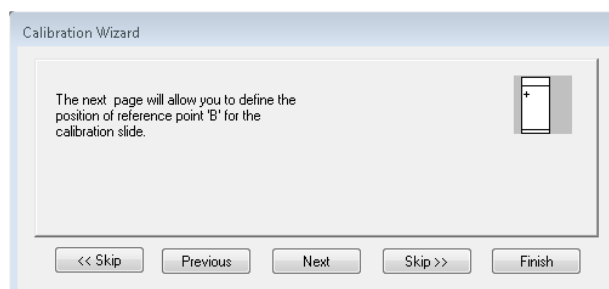 Calibration Wizard
The next page will allow you to define the
position of reference point 'B' for the
calibration slide.
<< Skip
Previous
Next
Skip >>
Finish